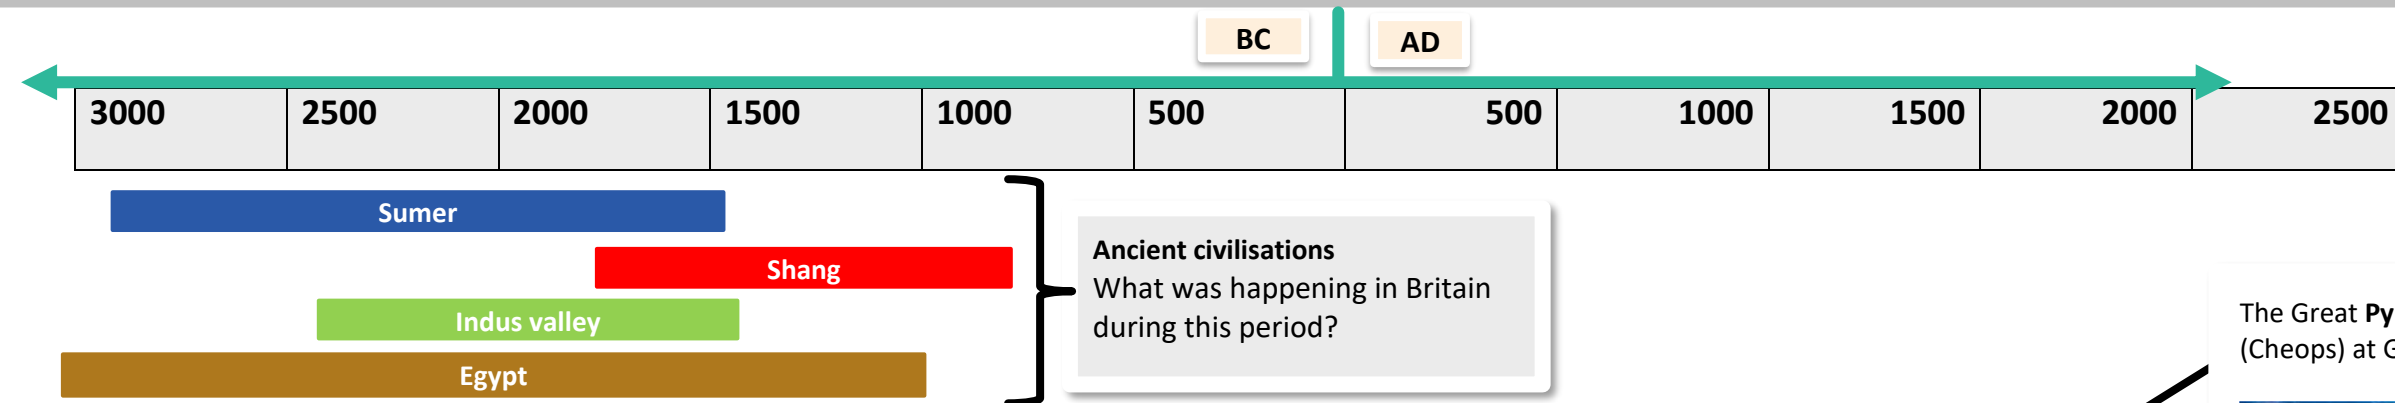 BC AD
3000 2500 2000 1500 1000 500 500 1000 1500 2000 2500
Sumer
Shang
Indus valley
Egypt
Ancient civilisations
What was happening in Britain
during this period?
The Great
(Cheops) at